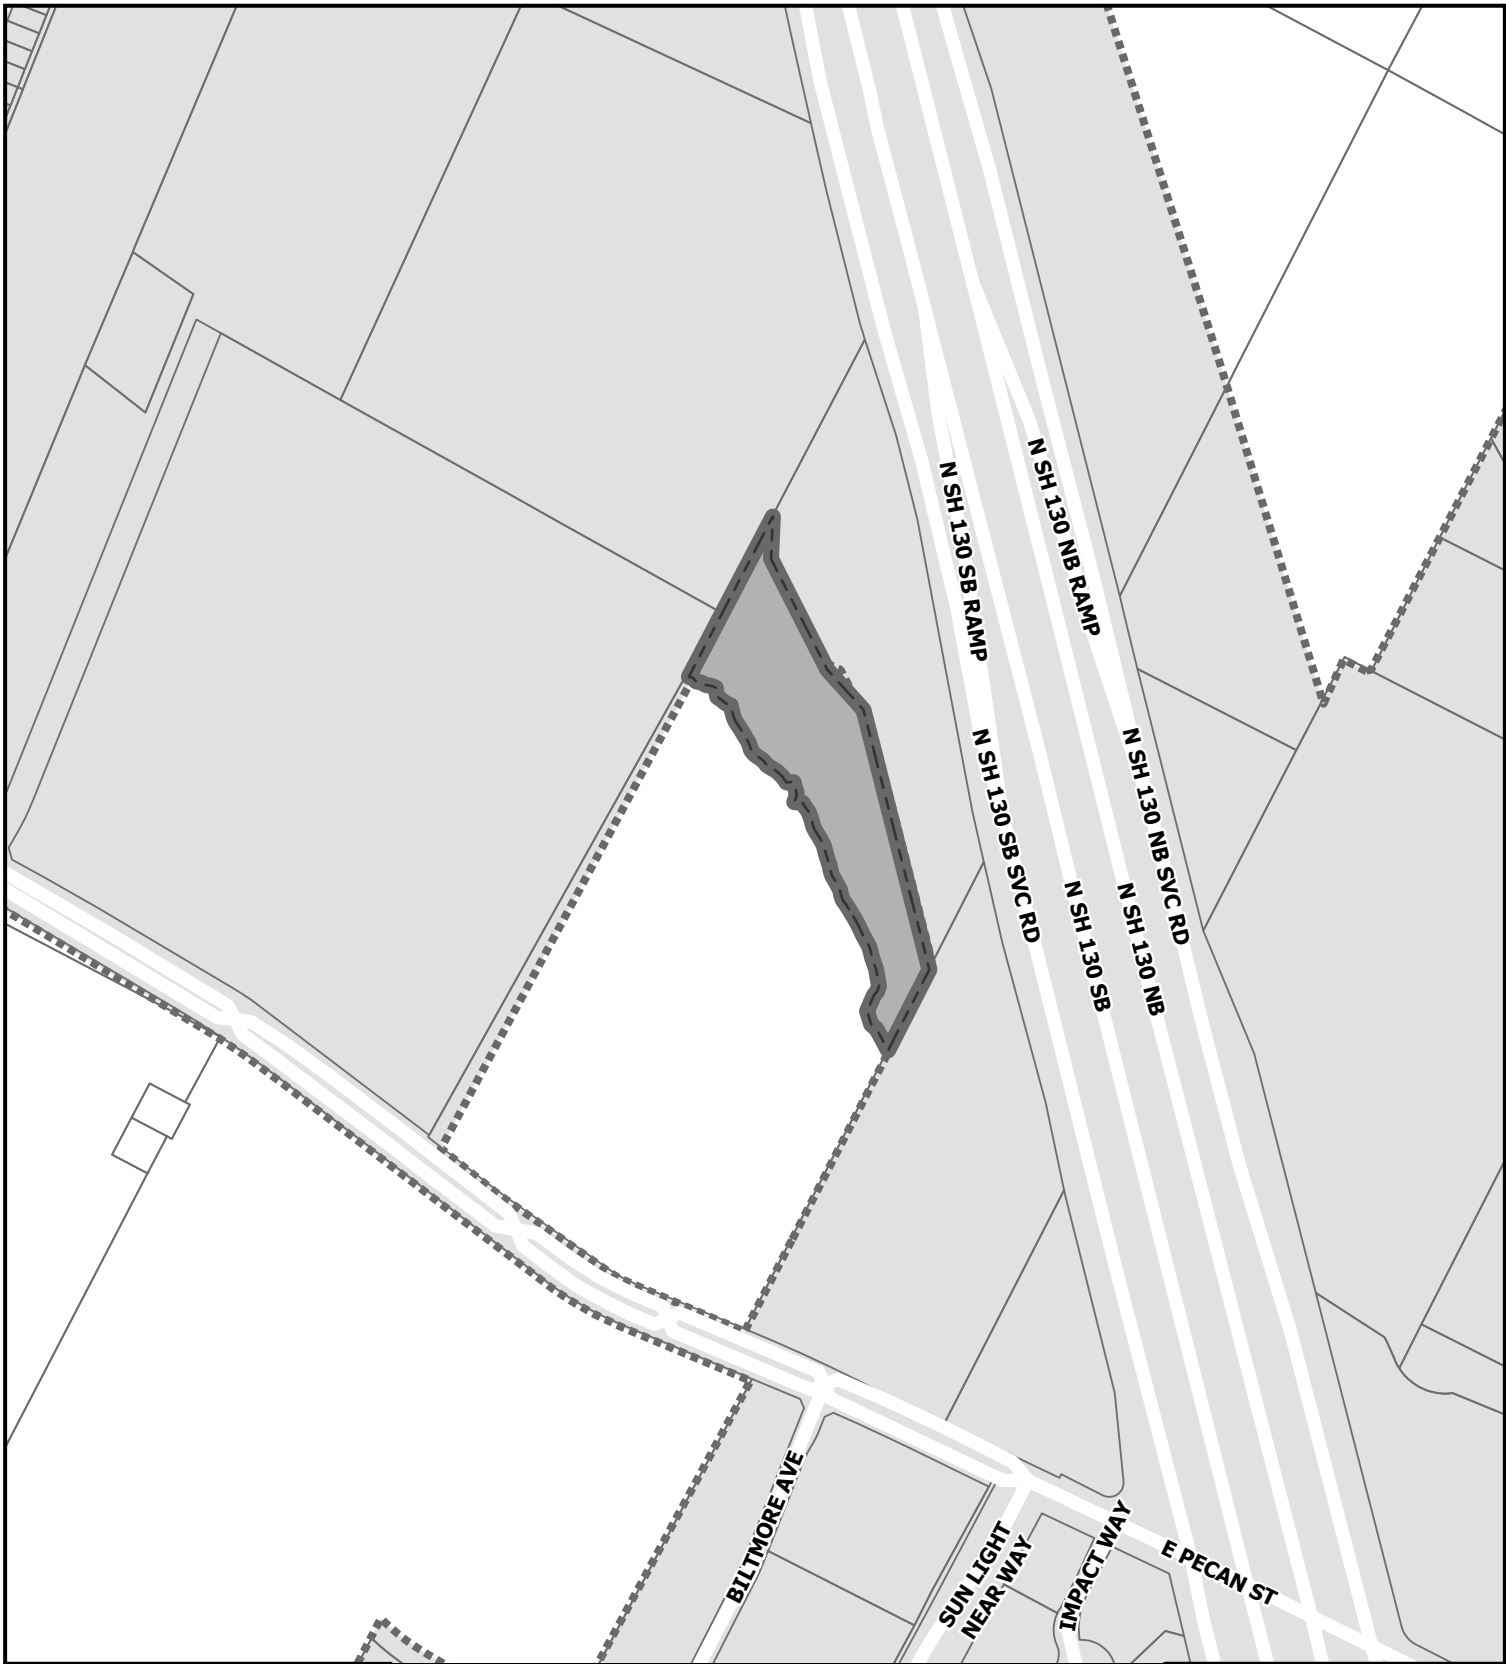 N SH 130 SB RAMP
N SH 130 NB RAMP
N SH 130 SB SVC RD
N SH 130 NB SVC RD
N SH 130 SB
N SH 130 NB
BILTMORE AVE
SUN LIGHT
NEAR WAY
IMPACT WAY
E PECAN ST